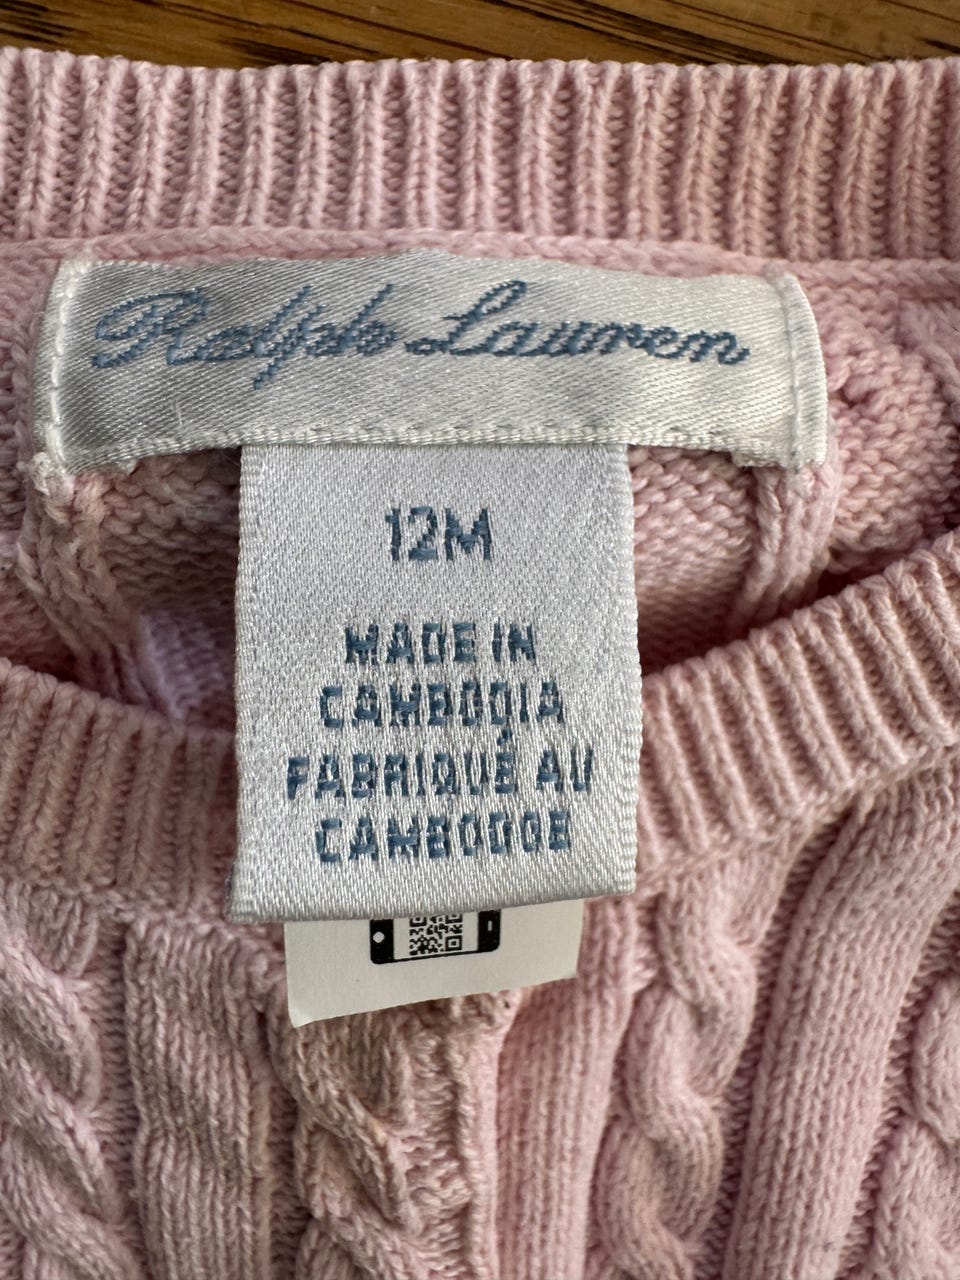 Ralph Lauren
12M
MADE IN
CAMBODIA
FABRIQUÉ AU
CAMBODGE